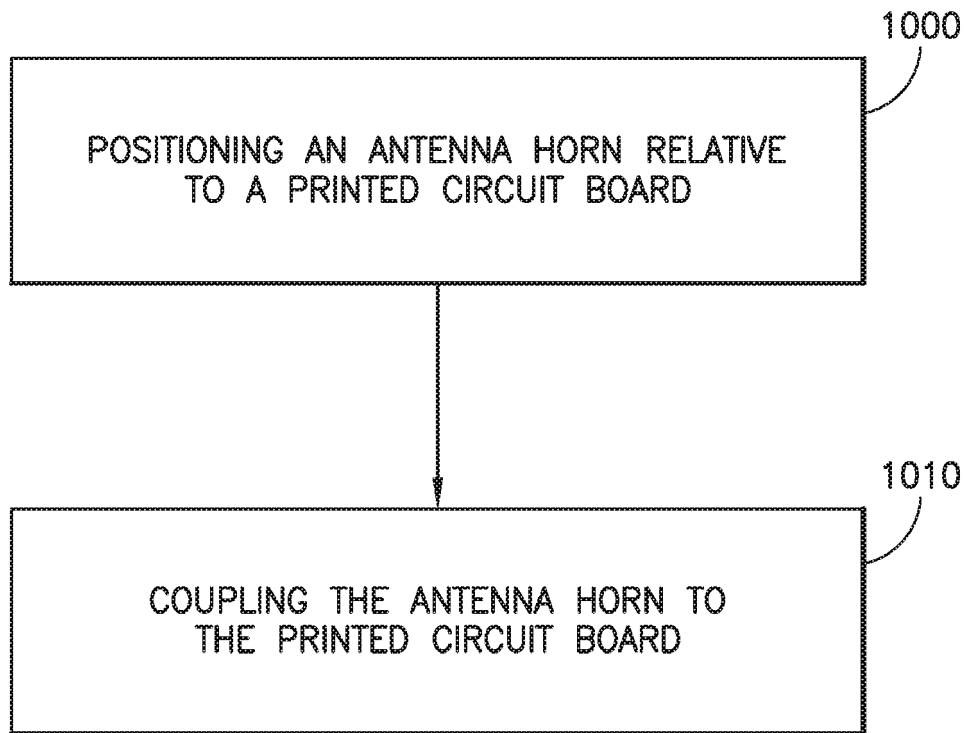 1000
POSITIONING AN ANTENNA HORN RELATIVE
TO A PRINTED CIRCUIT BOARD
1010
COUPLING THE ANTENNA HORN TO
THE PRINTED CIRCUIT BOARD